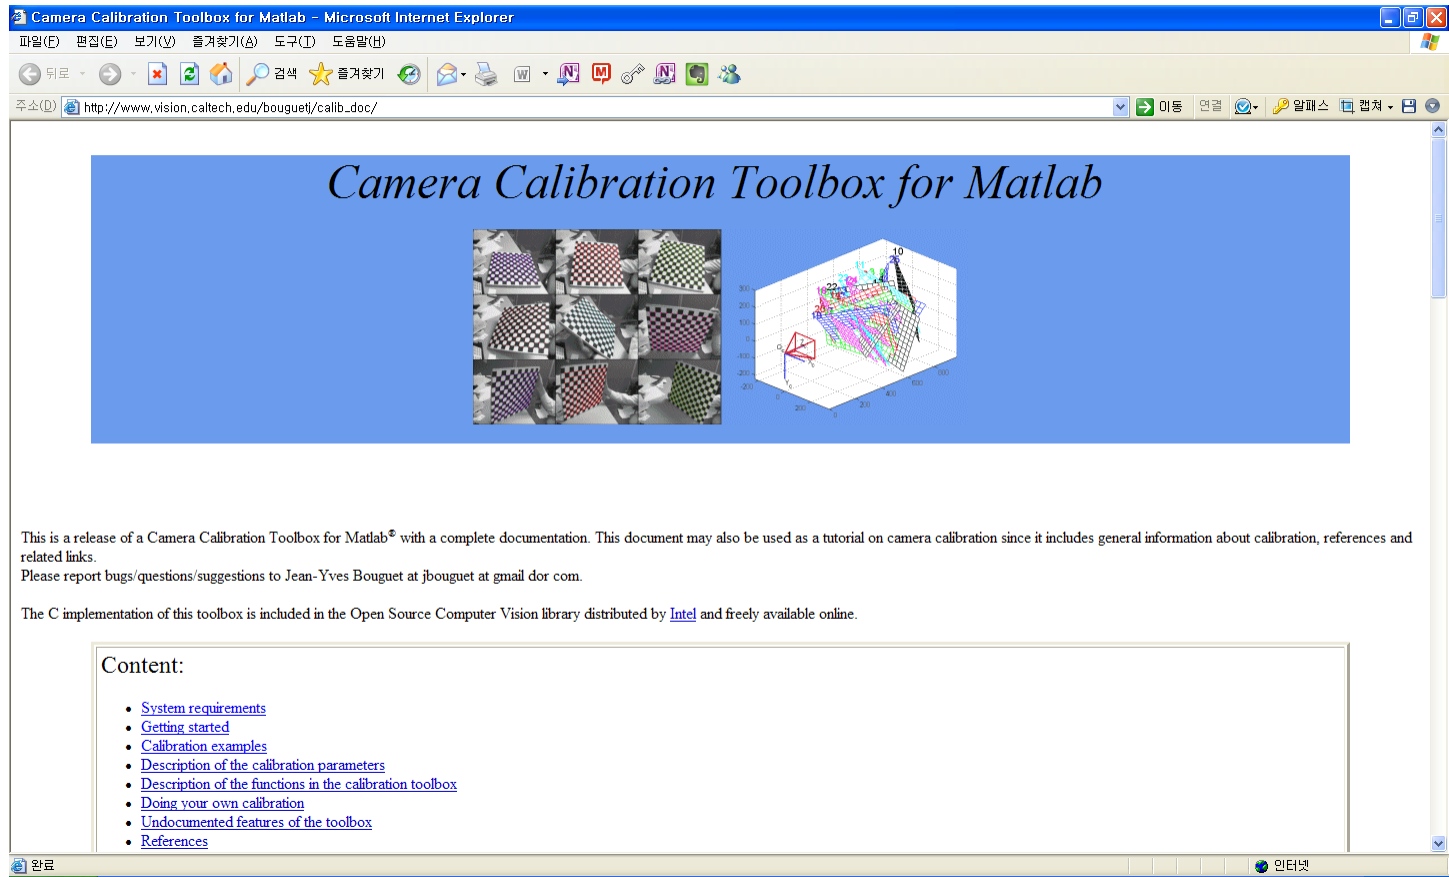 Camera Calibration Toolbox for Matlab - Microsoft Internet Explorer
파일(F) 편집(E) 보기(V) 즐겨찾기(A) 도구(T) 도움말(H)
뒤로 검색 즐겨찾기
주소(D) http://www.vision.caltech.edu/bouguetj/calib_doc/ 이동 연결 알패스 캡쳐
Camera Calibration Toolbox for Matlab
This is a release of a Camera Calibration Toolbox for Matlab® with a complete documentation. This document may also be used as a tutorial on camera calibration since it includes general information about calibration, references and
related links.
Please report bugs/questions/suggestions to Jean-Yves Bouguet at jbouguet at gmail dor com.
The C implementation of this toolbox is included in the Open Source Computer Vision library distributed by Intel and freely available online.
Content:
• System requirements
• Getting started
• Calibration examples
• Description of the calibration parameters
• Description of the functions in the calibration toolbox
• Doing your own calibration
• Undocumented features of the toolbox
• References
완료 인터넷